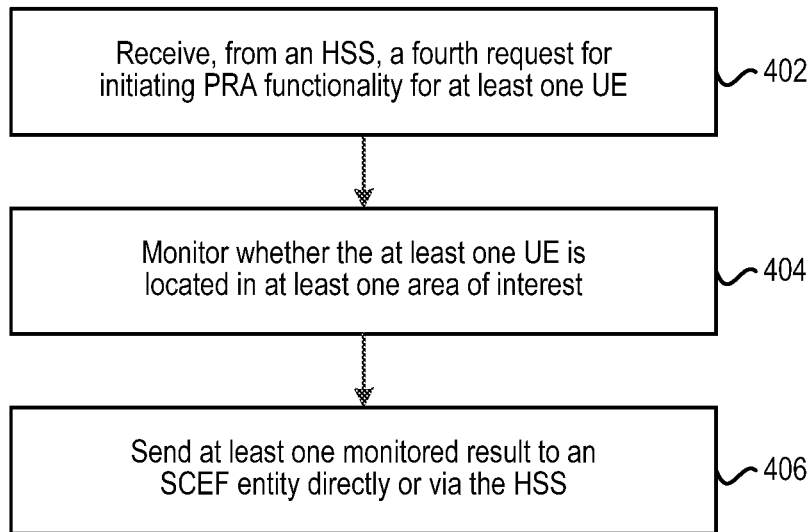 Receive, from an HSS, a fourth request for
initiating PRA functionality for at least one UE
402
Monitor whether the at least one UE is
located in at least one area of interest
404
Send at least one monitored result to an
SCEF entity directly or via the HSS
406